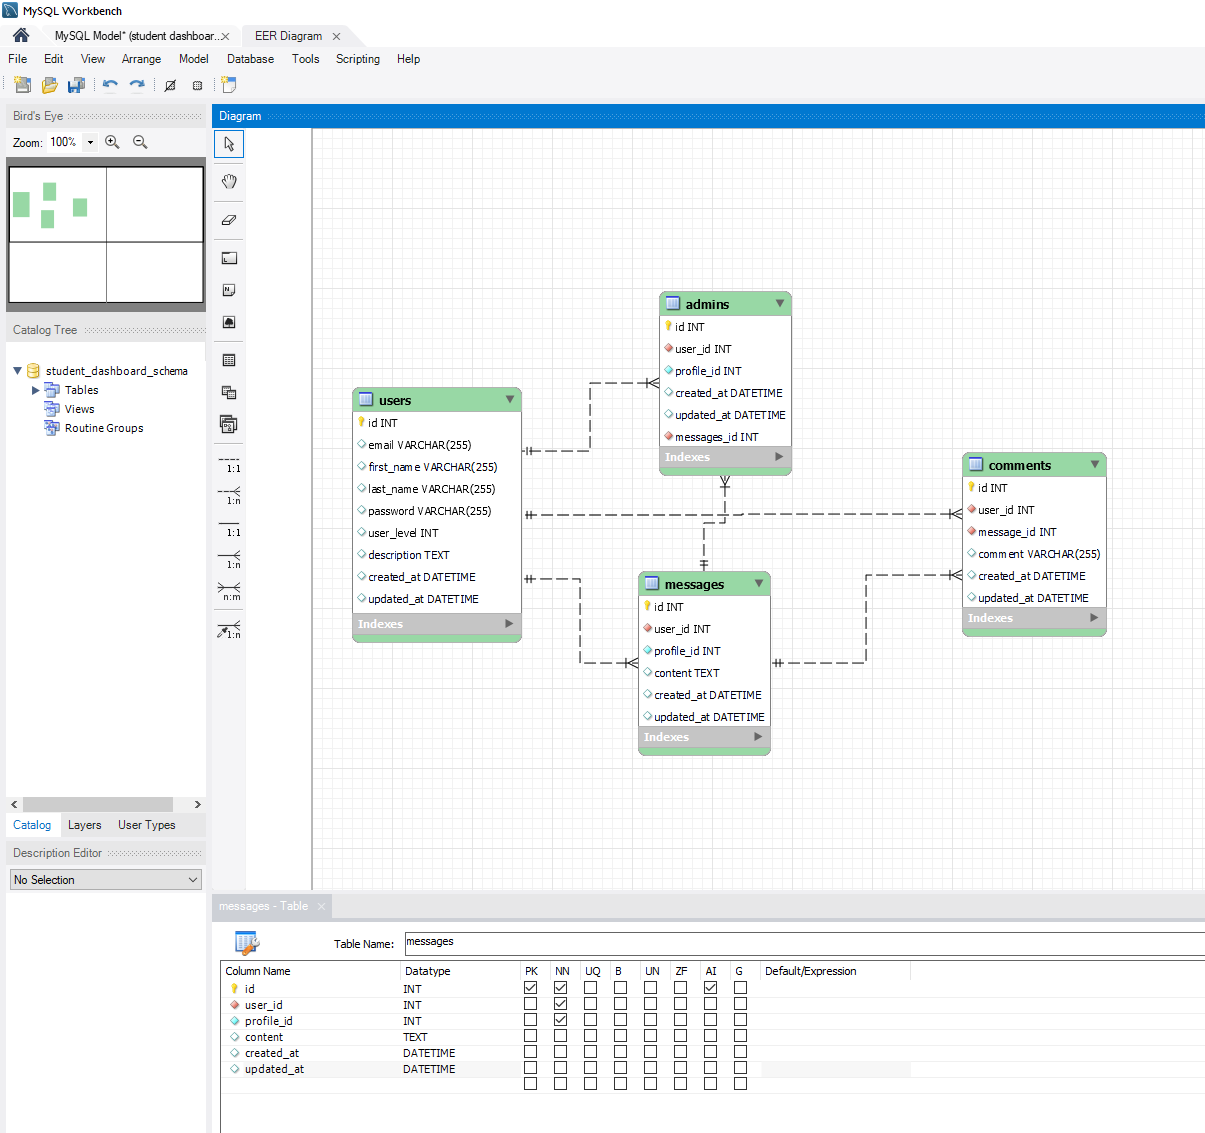 MySQL Workbench
MySQL Model* (student dashboar...
EER Diagram
File Edit View Arrange Model Database Tools Scripting Help
Bird's Eye
Diagram
Zoom: 100%
Catalog Tree
student_dashboard_schema
Tables
Views
Routine Groups
1:1
1:n
1:1
1:n
n:m
1:n
admins
id INT
user_id INT
profile_id INT
created_at DATETIME
updated_at DATETIME
messages_id INT
Indexes
users
id INT
email VARCHAR(255)
first_name VARCHAR(255)
last_name VARCHAR(255)
password VARCHAR(255)
user_level INT
description TEXT
created_at DATETIME
updated_at DATETIME
Indexes
comments
id INT
user_id INT
message_id INT
comment VARCHAR(255)
created_at DATETIME
updated_at DATETIME
Indexes
messages
id INT
user_id INT
profile_id INT
content TEXT
created_at DATETIME
updated_at DATETIME
Indexes
Catalog Layers User Types
Description Editor
No Selection
messages - Table
Table Name: messages
Column Name Datatype PK NN UQ B UN ZF AI G Default/Expression
id INT
user_id INT
profile_id INT
content TEXT
created_at DATETIME
updated_at DATETIME